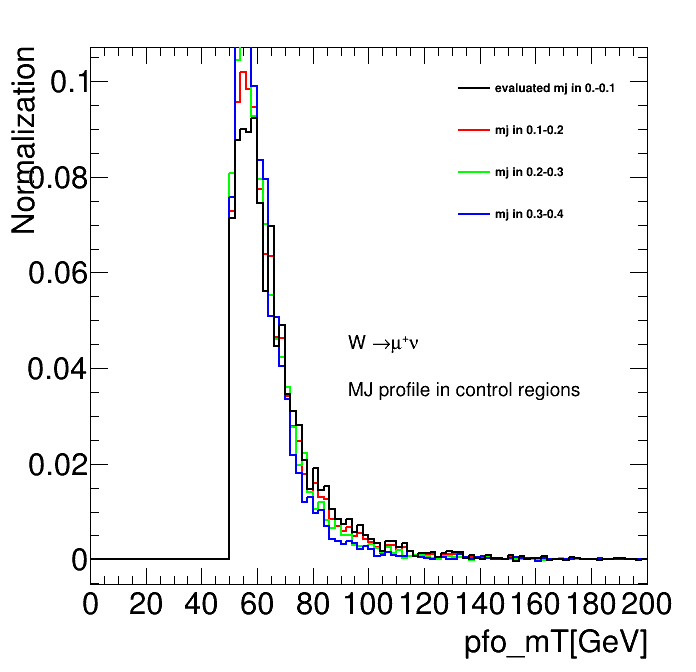 Normalization
0.1
0.08
0.06
0.04
0.02
0
evaluated mj in 0.-0.1
mj in 0.1-0.2
mj in 0.2-0.3
mj in 0.3-0.4
W →μ⁺ν
MJ profile in control regions
0 20 40 60 80 100 120 140 160 180 200
pfo_mT[GeV]